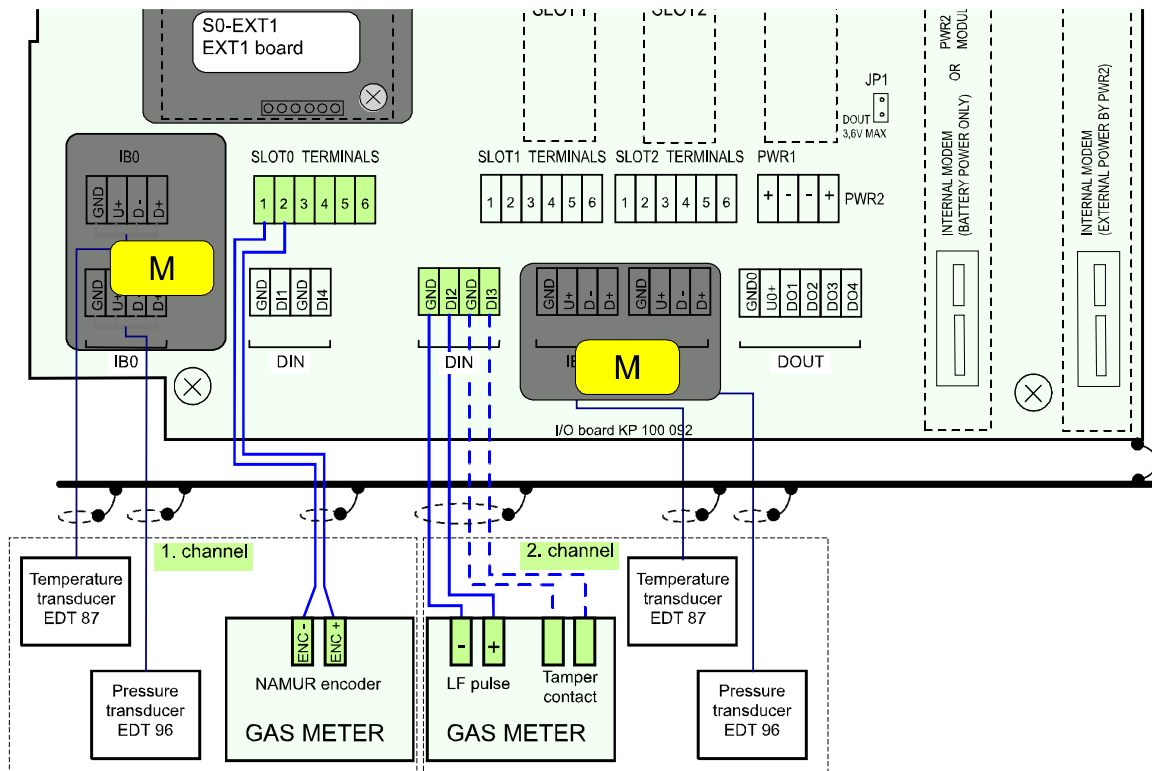 S0-EXT1
EXT1 board
SLOT1
SLOT2
PWR2
MODUL
OR
INTERNAL MODEM
(BATTERY POWER ONLY)
INTERNAL MODEM
(EXTERNAL POWER BY PWR2)
JP1
DOUT
3,6V MAX
IB0
GND U+ D- D+
SLOT0 TERMINALS
1 2 3 4 5 6
SLOT1 TERMINALS
1 2 3 4 5 6
SLOT2 TERMINALS
1 2 3 4 5 6
PWR1
+ - - +
PWR2
M
GND U+ D- D+
IB0
GND DI1 GND DI4
DIN
GND DI2 GND DI3
DIN
GND U+ D- D+
GND U+ D- D+
M
GND0 U0+ DO1 DO2 DO3 DO4
DOUT
I/O board KP 100 092
1. channel
2. channel
Temperature
transducer
EDT 87
Pressure
transducer
EDT 96
ENC - ENC +
NAMUR encoder
GAS METER
- +
LF pulse
Tamper
contact
GAS METER
Temperature
transducer
EDT 87
Pressure
transducer
EDT 96